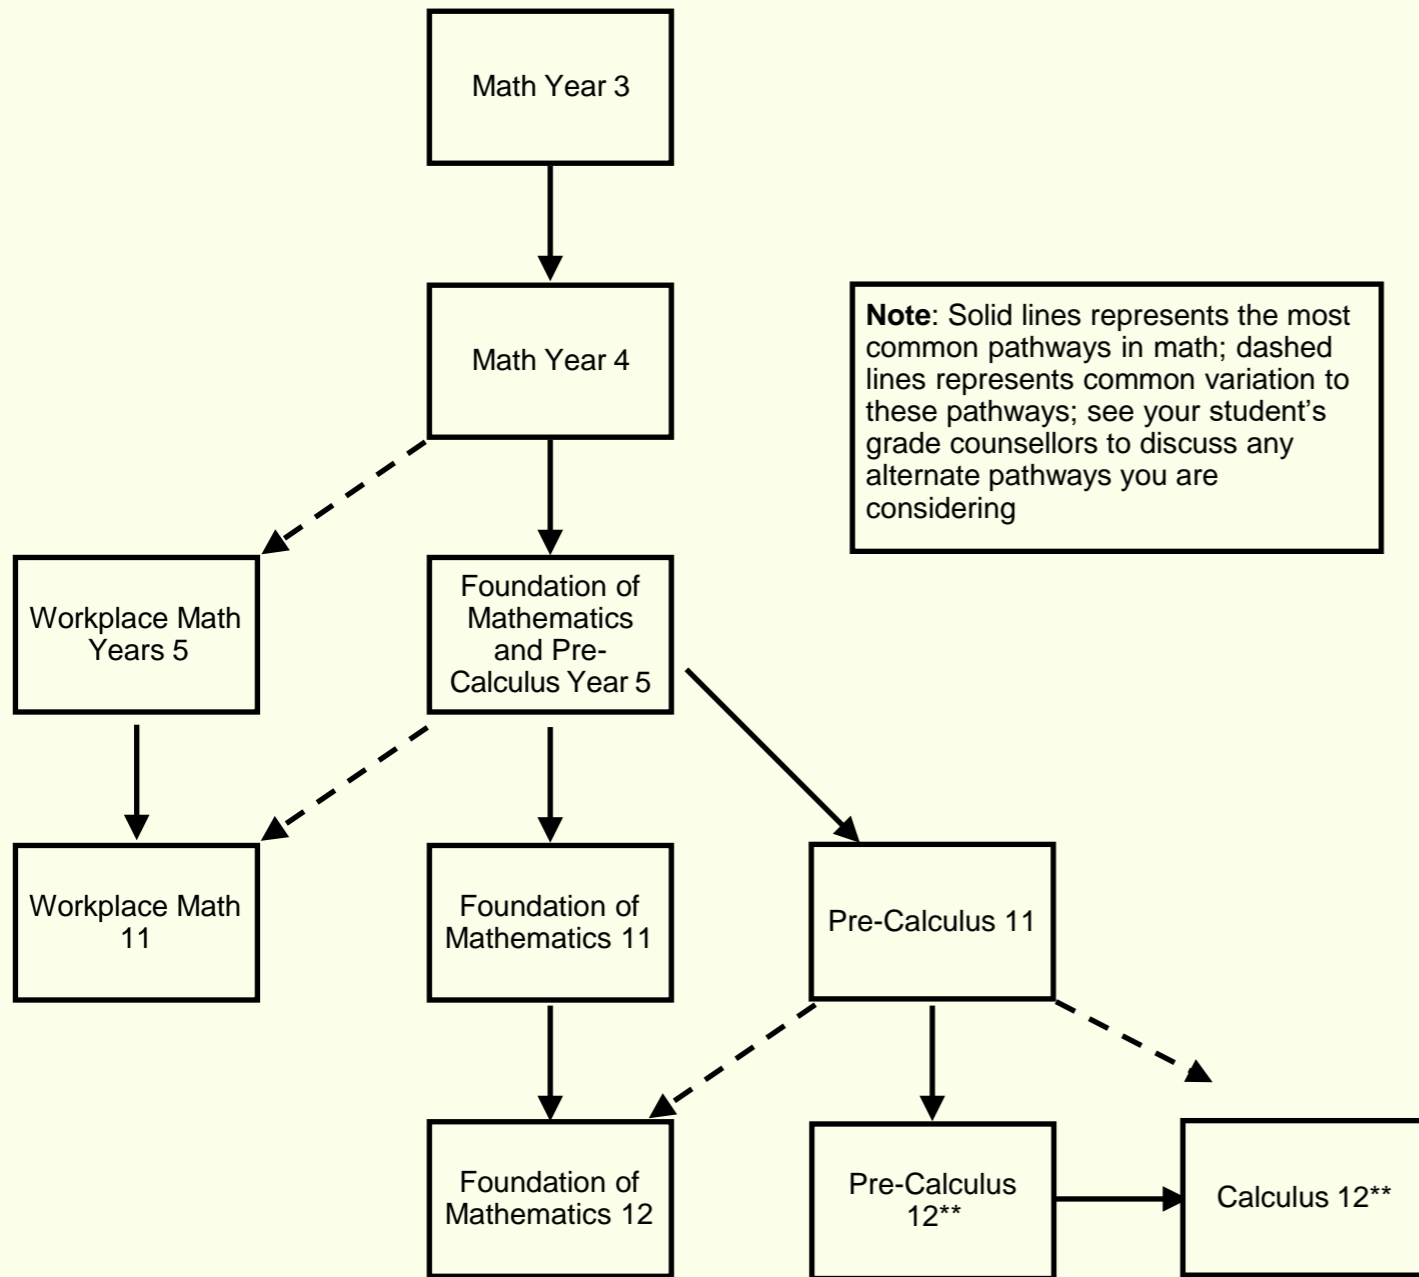 Math Year 3
Math Year 4
Note: Solid lines represents the most
common pathways in math; dashed
lines represents common variation to
these pathways; see your student's
grade counsellors to discuss any
alternate pathways you are
considering
Workplace Math
Years 5
Foundation of
Mathematics
and Pre-
Calculus Year 5
Workplace Math
11
Foundation of
Mathematics 11
Pre-Calculus 11
Foundation of
Mathematics 12
Pre-Calculus
12**
Calculus 12**